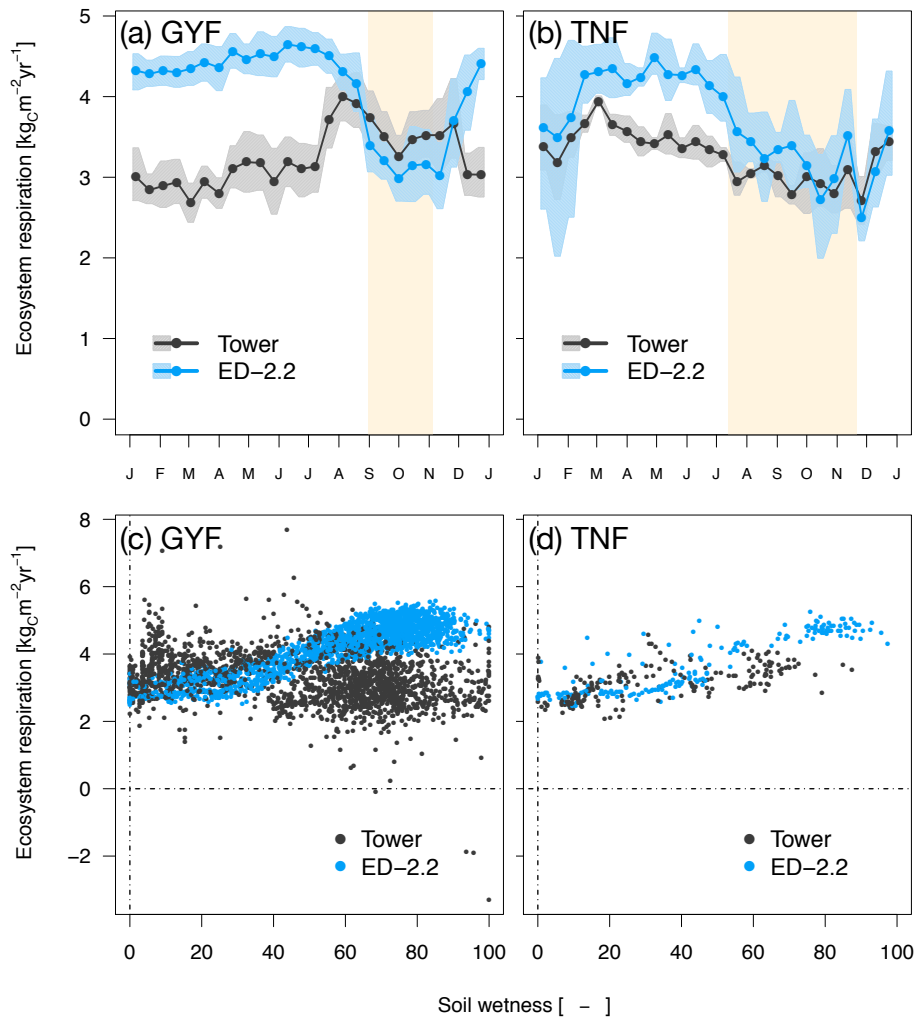 (a) GYF
(b) TNF
Ecosystem respiration [kg_C m^−2 yr^−1]
5
4
3
2
1
0
Tower
ED−2.2
Tower
ED−2.2
J F M A M J J A S O N D J
J F M A M J J A S O N D J
(c) GYF
(d) TNF
Ecosystem respiration [kg_C m^−2 yr^−1]
8
6
4
2
0
−2
Tower
ED−2.2
Tower
ED−2.2
0 20 40 60 80 100
0 20 40 60 80 100
Soil wetness [ − ]